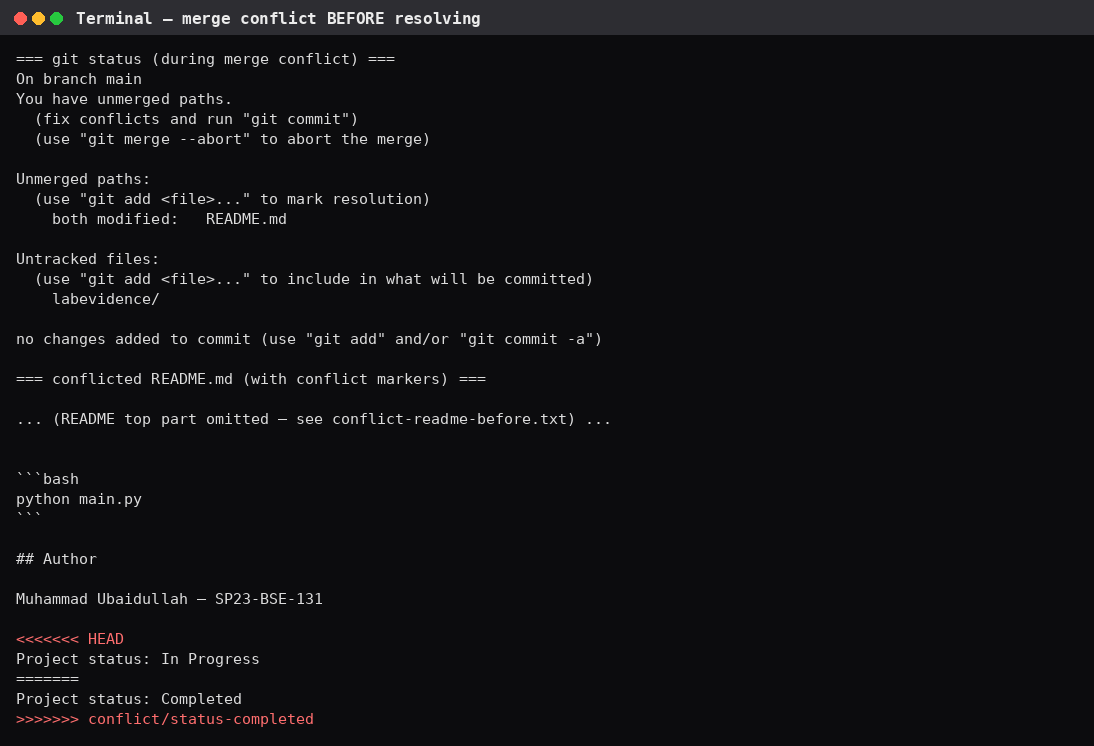 Terminal — merge conflict BEFORE resolving
=== git status (during merge conflict) ===
On branch main
You have unmerged paths.
  (fix conflicts and run "git commit")
  (use "git merge --abort" to abort the merge)
Unmerged paths:
  (use "git add <file>..." to mark resolution)
    both modified:   README.md
Untracked files:
  (use "git add <file>..." to include in what will be committed)
    labevidence/
no changes added to commit (use "git add" and/or "git commit -a")
=== conflicted README.md (with conflict markers) ===
... (README top part omitted — see conflict-readme-before.txt) ...
```bash
python main.py
```
## Author
Muhammad Ubaidullah — SP23-BSE-131
<<<<<<< HEAD
Project status: In Progress
=======
Project status: Completed
>>>>>>> conflict/status-completed